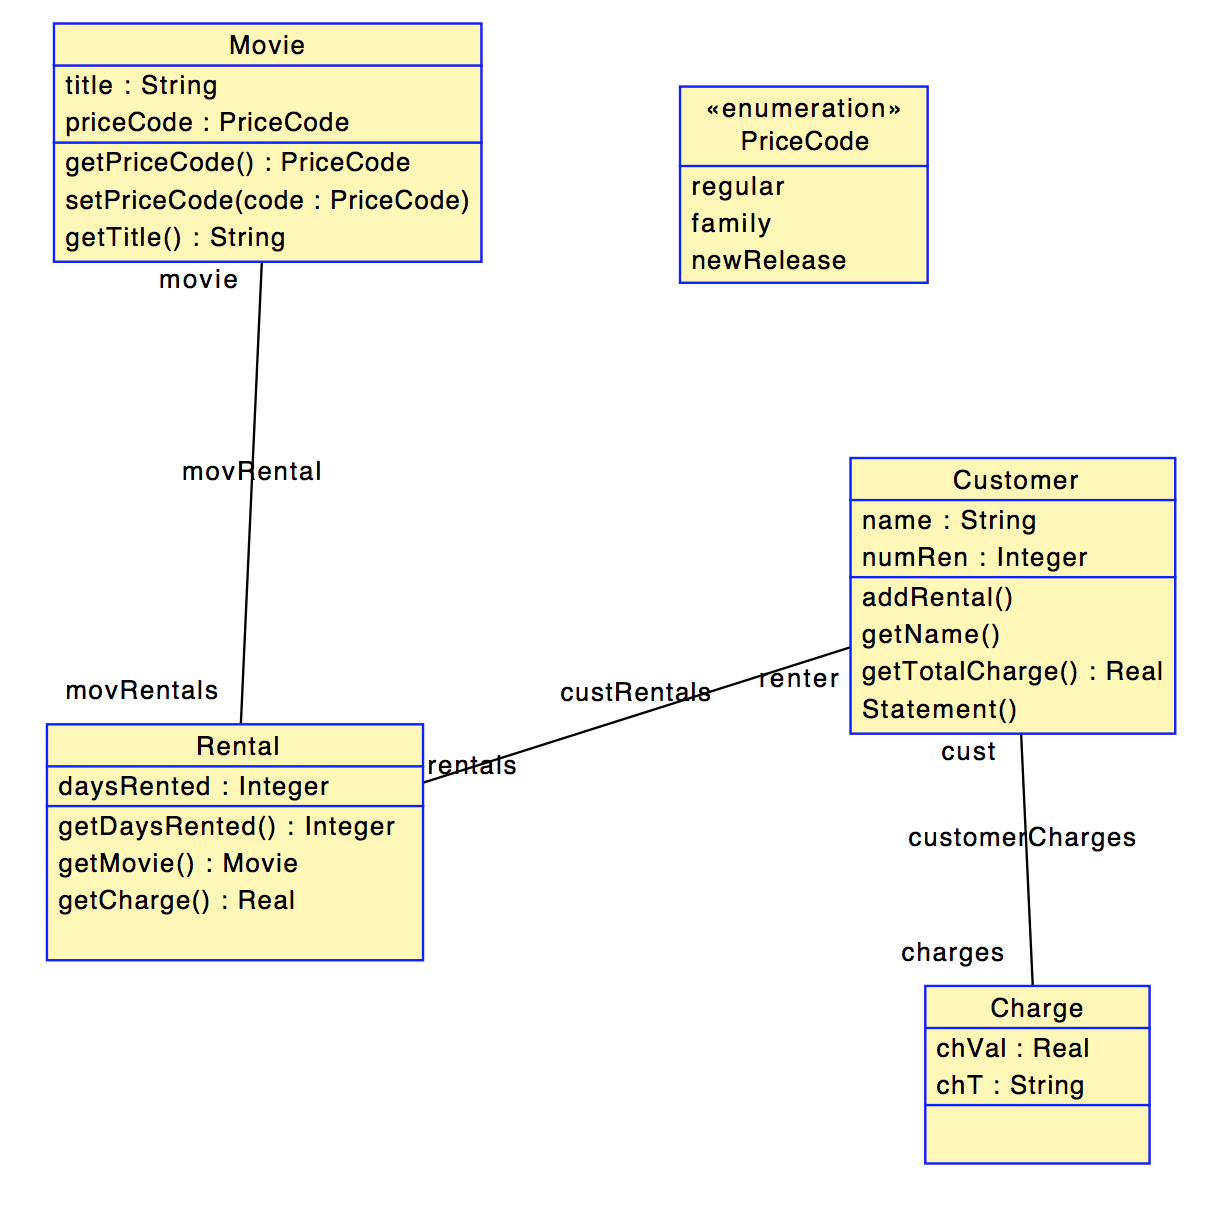 Movie
title : String
priceCode : PriceCode
getPriceCode() : PriceCode
setPriceCode(code : PriceCode)
getTitle() : String
movie
«enumeration»
PriceCode
regular
family
newRelease
movRental
movRentals
Customer
name : String
numRen : Integer
addRental()
getName()
getTotalCharge() : Real
Statement()
renter
custRentals
rentals
Rental
daysRented : Integer
getDaysRented() : Integer
getMovie() : Movie
getCharge() : Real
cust
customerCharges
charges
Charge
chVal : Real
chT : String